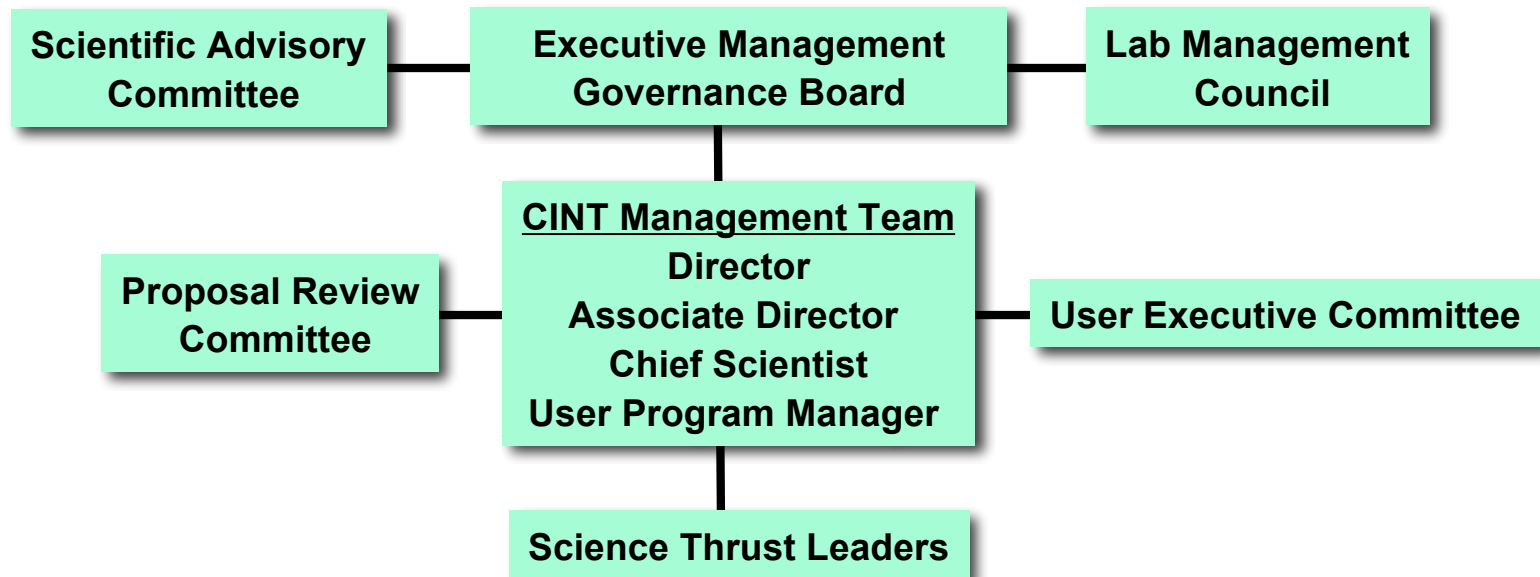 Scientific Advisory
Committee
Executive Management
Governance Board
Lab Management
Council
CINT Management Team
Director
Associate Director
Chief Scientist
User Program Manager
Proposal Review
Committee
User Executive Committee
Science Thrust Leaders